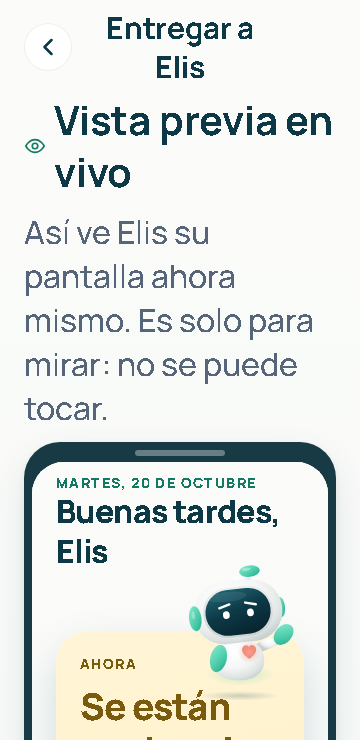 Entregar a
Elis
Vista previa en
vivo
Así ve Elis su
pantalla ahora
mismo. Es solo para
mirar: no se puede
tocar.
MARTES, 20 DE OCTUBRE
Buenas tardes,
Elis
AHORA
Se están